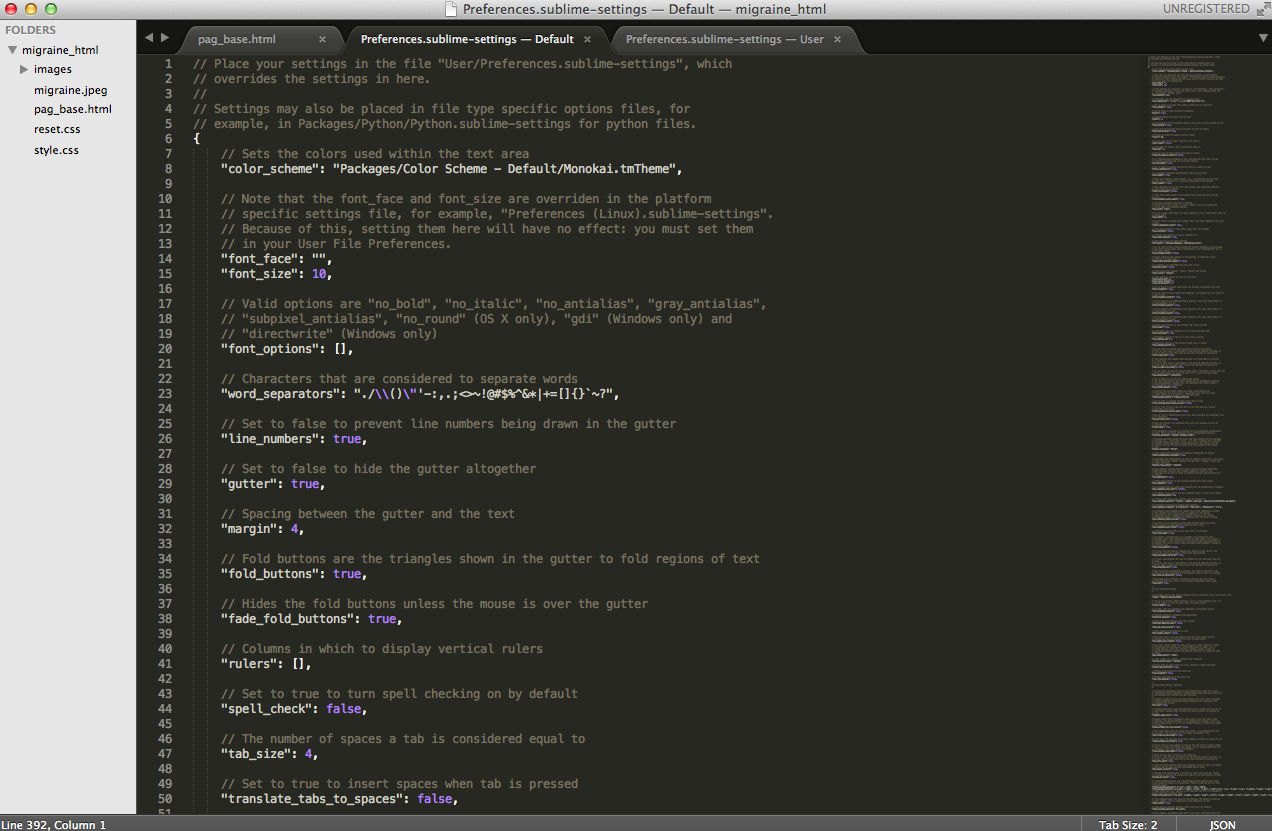 Preferences.sublime-settings — Default — migraine_html
UNREGISTERED
FOLDERS
migraine_html
images
migraine.jpeg
pag_base.html
reset.css
style.css
pag_base.html ×
Preferences.sublime-settings — Default ×
Preferences.sublime-settings — User ×
1 // Place your settings in the file "User/Preferences.sublime-settings", which
2 // overrides the settings in here.
3 //
4 // Settings may also be placed in file type specific options files, for
5 // example, in Packages/Python/Python.sublime-settings for python files.
6 {
7 // Sets the colors used within the text area
8 "color_scheme": "Packages/Color Scheme - Default/Monokai.tmTheme",
9
10 // Note that the font_face and font_size are overriden in the platform
11 // specific settings file, for example, "Preferences (Linux).sublime-settings".
12 // Because of this, setting them here will have no effect: you must set them
13 // in your User File Preferences.
14 "font_face": "",
15 "font_size": 10,
16
17 // Valid options are "no_bold", "no_italic", "no_antialias", "gray_antialias",
18 // "subpixel_antialias", "no_round" (OS X only), "gdi" (Windows only) and
19 // "directwrite" (Windows only)
20 "font_options": [],
21
22 // Characters that are considered to separate words
23 "word_separators": "./\\()\"'-:,.;<>~!@#$%^&*|+=[]{}`~?",
24
25 // Set to false to prevent line numbers being drawn in the gutter
26 "line_numbers": true,
27
28 // Set to false to hide the gutter altogether
29 "gutter": true,
30
31 // Spacing between the gutter and the text
32 "margin": 4,
33
34 // Fold buttons are the triangles shown in the gutter to fold regions of text
35 "fold_buttons": true,
36
37 // Hides the fold buttons unless the mouse is over the gutter
38 "fade_fold_buttons": true,
39
40 // Columns in which to display vertical rulers
41 "rulers": [],
42
43 // Set to true to turn spell checking on by default
44 "spell_check": false,
45
46 // The number of spaces a tab is considered equal to
47 "tab_size": 4,
48
49 // Set to true to insert spaces when tab is pressed
50 "translate_tabs_to_spaces": false,
51
Line 392, Column 1
Tab Size: 2
JSON